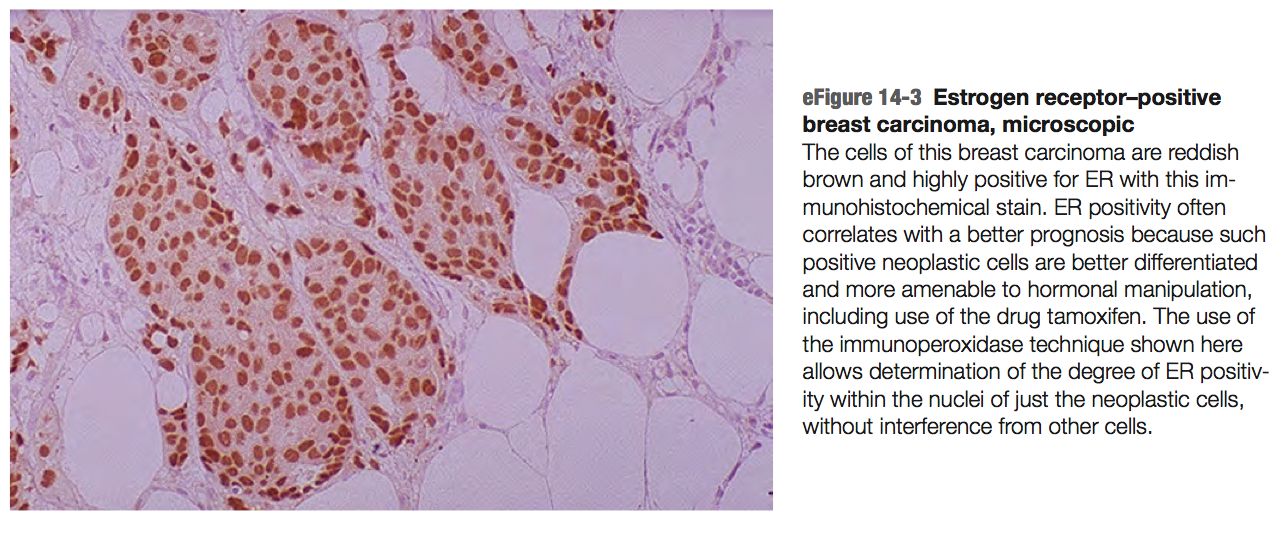 eFigure 14-3 Estrogen receptor–positive
breast carcinoma, microscopic
The cells of this breast carcinoma are reddish
brown and highly positive for ER with this im-
munohistochemical stain. ER positivity often
correlates with a better prognosis because such
positive neoplastic cells are better differentiated
and more amenable to hormonal manipulation,
including use of the drug tamoxifen. The use of
the immunoperoxidase technique shown here
allows determination of the degree of ER positiv-
ity within the nuclei of just the neoplastic cells,
without interference from other cells.